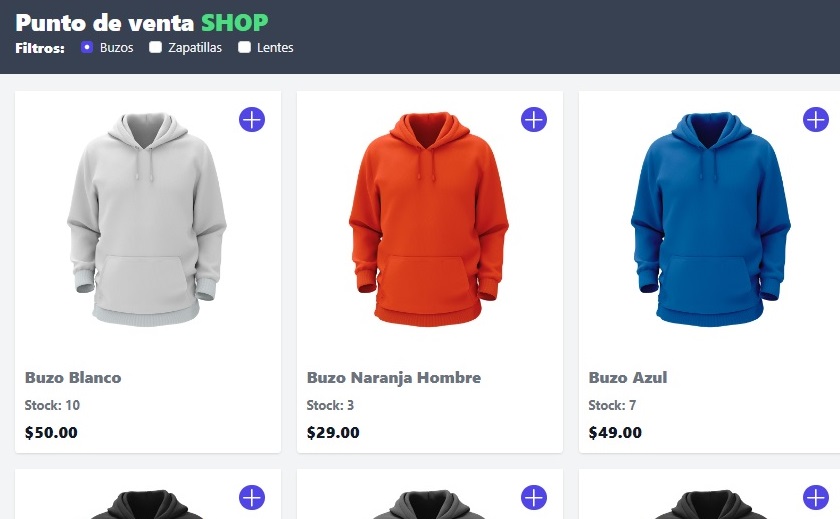 Punto de venta SHOP
Filtros: Buzos Zapatillas Lentes
Buzo Blanco
Stock: 10
$50.00
Buzo Naranja Hombre
Stock: 3
$29.00
Buzo Azul
Stock: 7
$49.00